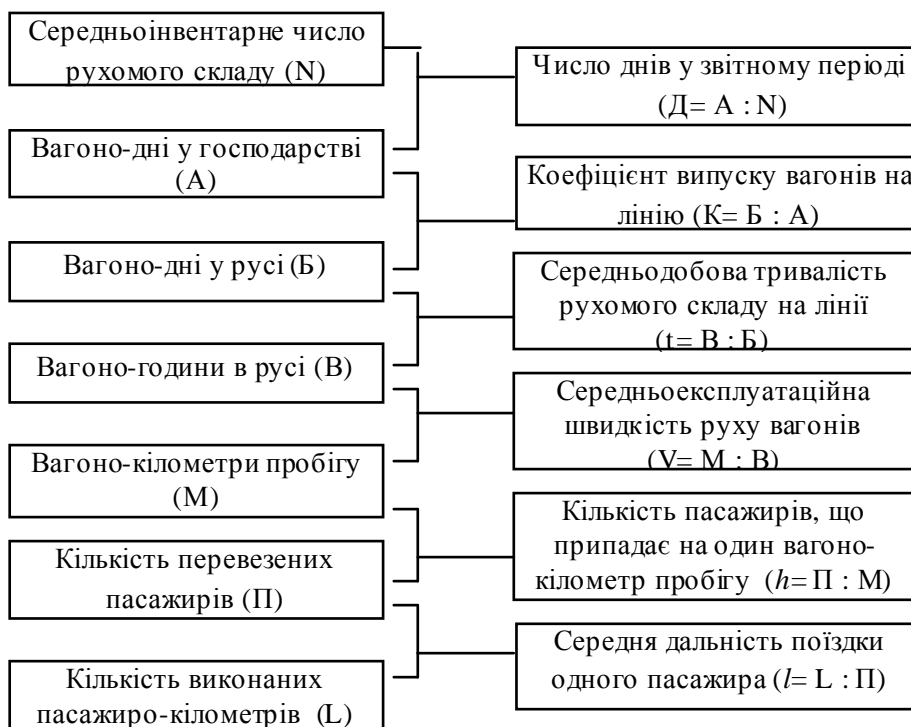 Середньоінвентарне число
рухомого складу (N)
Вагоно-дні у господарстві
(А)
Вагоно-дні у русі (Б)
Вагоно-години в русі (В)
Вагоно-кілометри пробігу
(М)
Кількість перевезених
пасажирів (П)
Кількість виконаних
пасажиро-кілометрів (L)
Число днів у звітному періоді
(Д= А : N)
Коефіцієнт випуску вагонів на
лінію (К= Б : А)
Середньодобова тривалість
рухомого складу на лінії
(t= В : Б)
Середньоексплуатаційна
швидкість руху вагонів
(V= М : В)
Кількість пасажирів, що
припадає на один вагоно-
кілометр пробігу (h= П : М)
Середня дальність поїздки
одного пасажира (l= L : П)